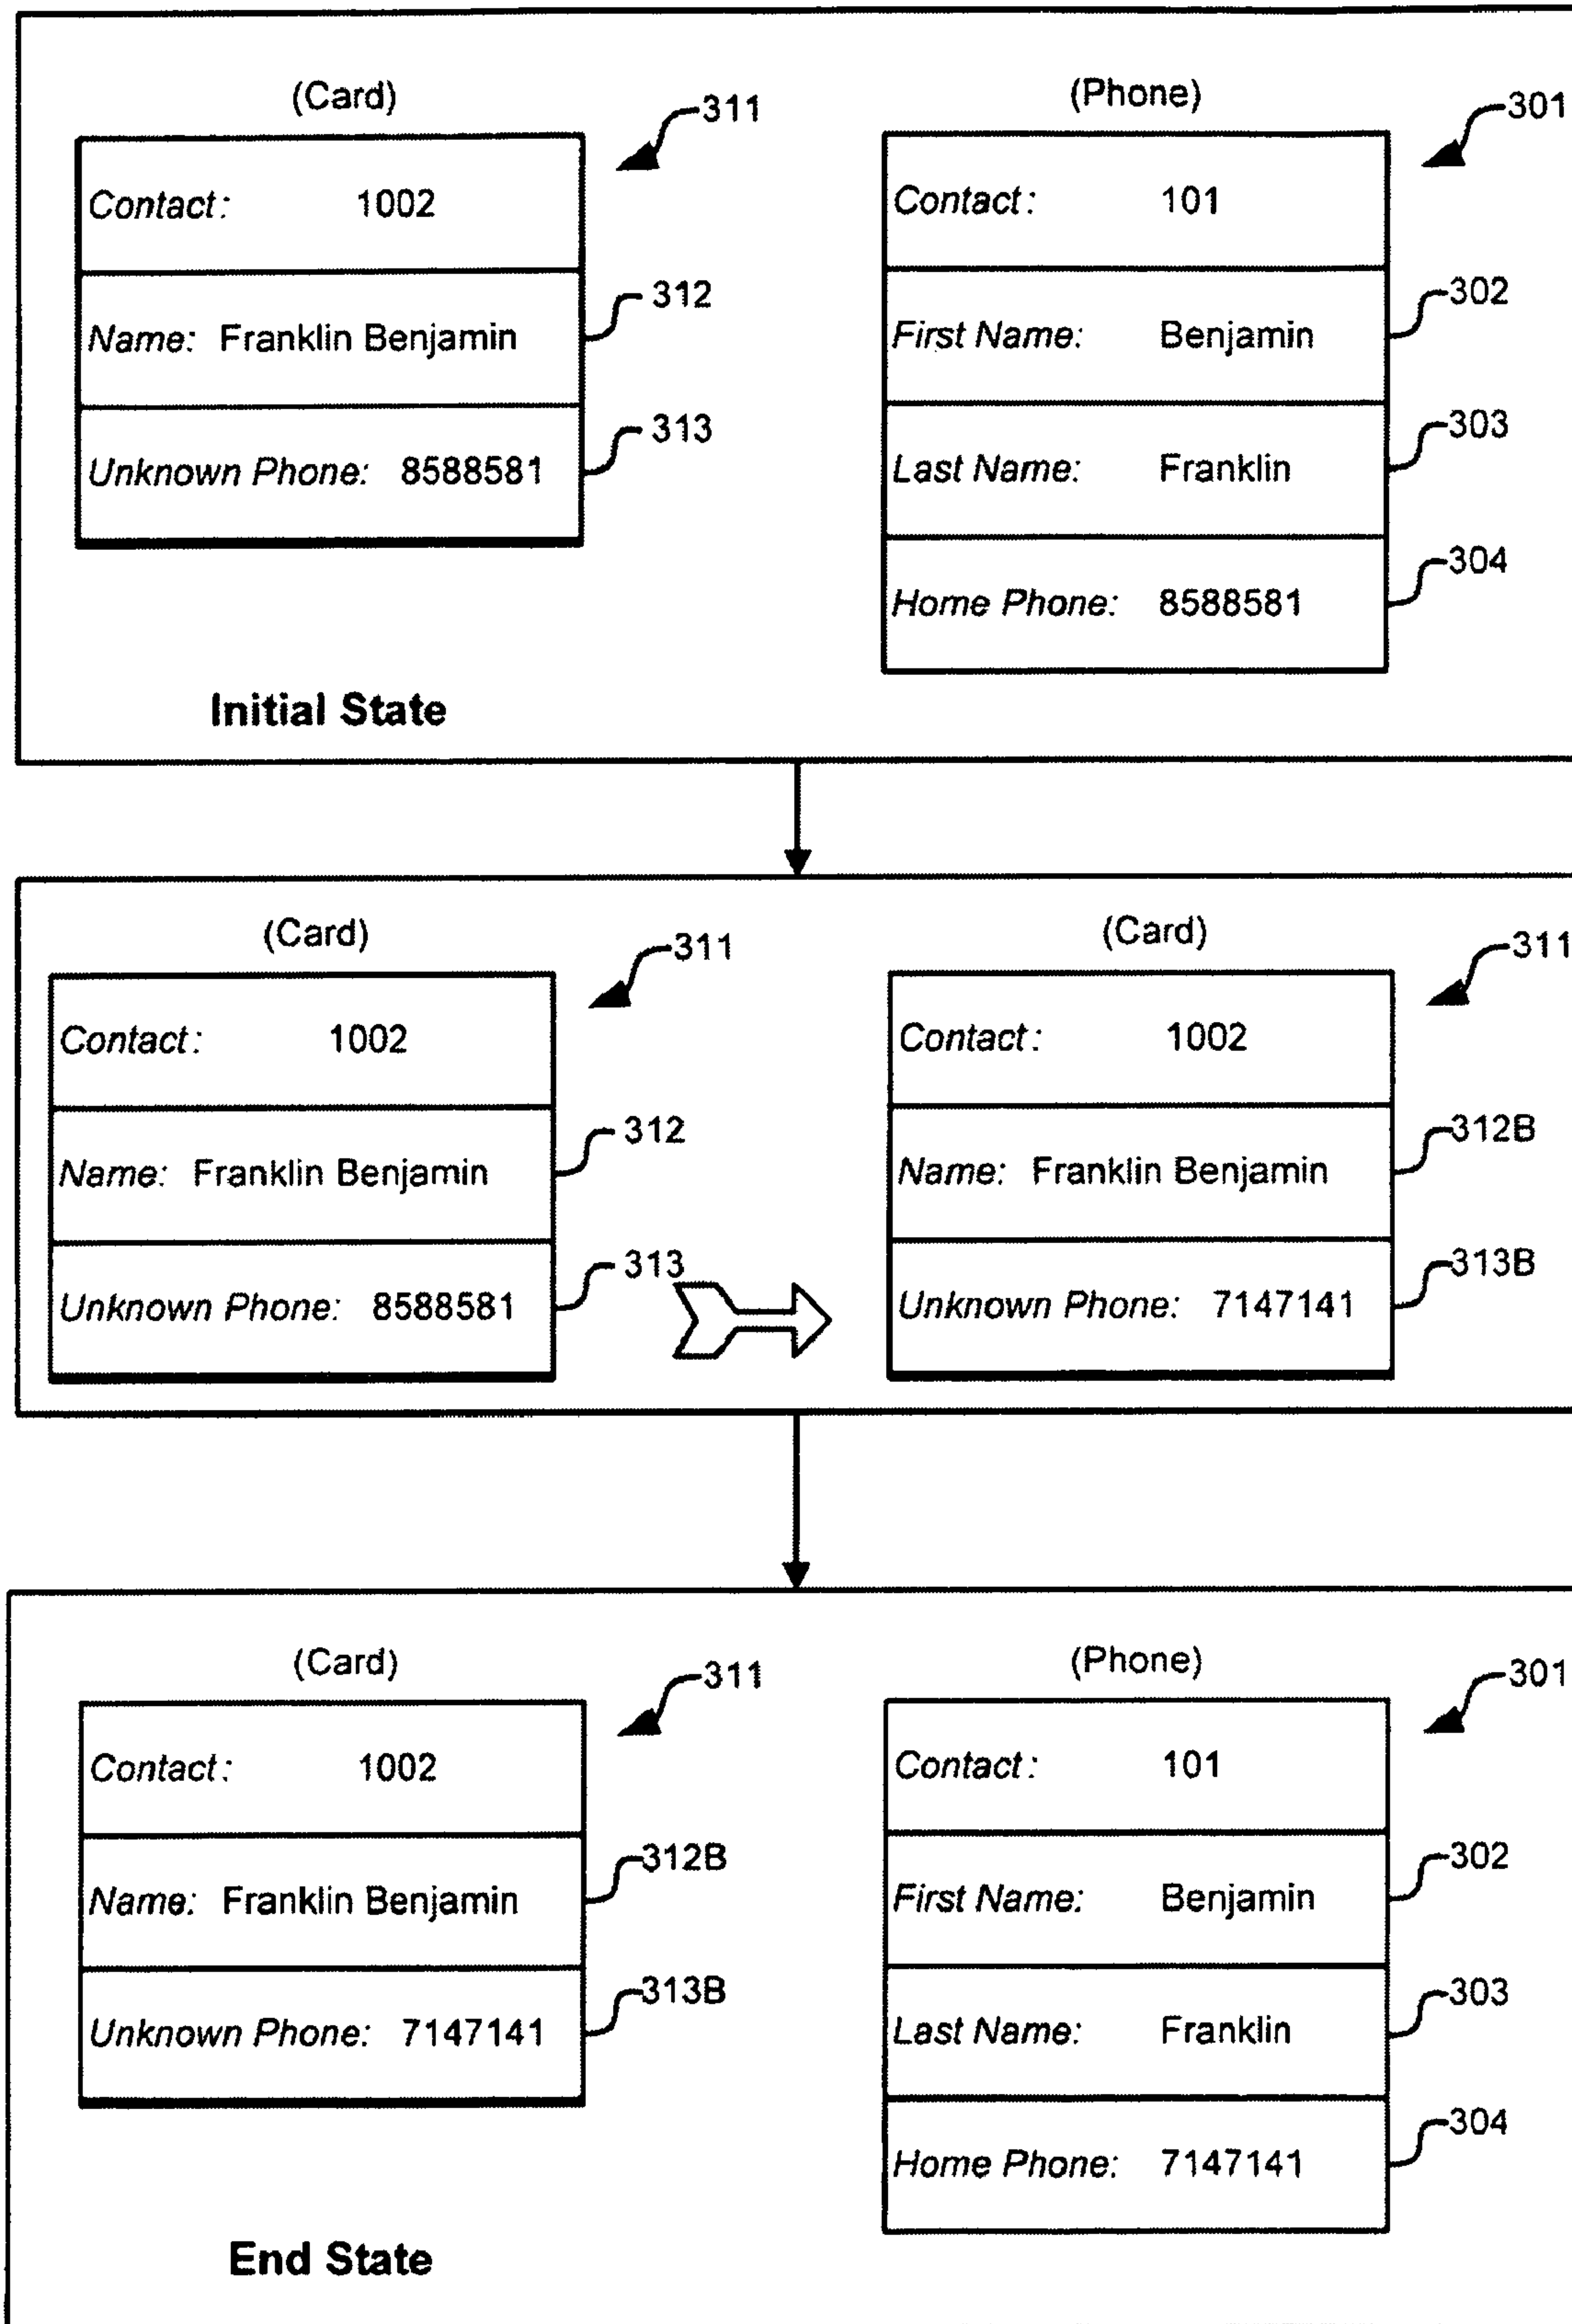 (Card)
311
Contact: 1002
Name: Franklin Benjamin
312
Unknown Phone: 8588581
313
(Phone)
301
Contact: 101
First Name: Benjamin
302
Last Name: Franklin
303
Home Phone: 8588581
304
Initial State
(Card)
311
Contact: 1002
Name: Franklin Benjamin
312
Unknown Phone: 8588581
313
(Card)
311
Contact: 1002
Name: Franklin Benjamin
312B
Unknown Phone: 7147141
313B
(Card)
311
Contact: 1002
Name: Franklin Benjamin
312B
Unknown Phone: 7147141
313B
(Phone)
301
Contact: 101
First Name: Benjamin
302
Last Name: Franklin
303
Home Phone: 7147141
304
End State